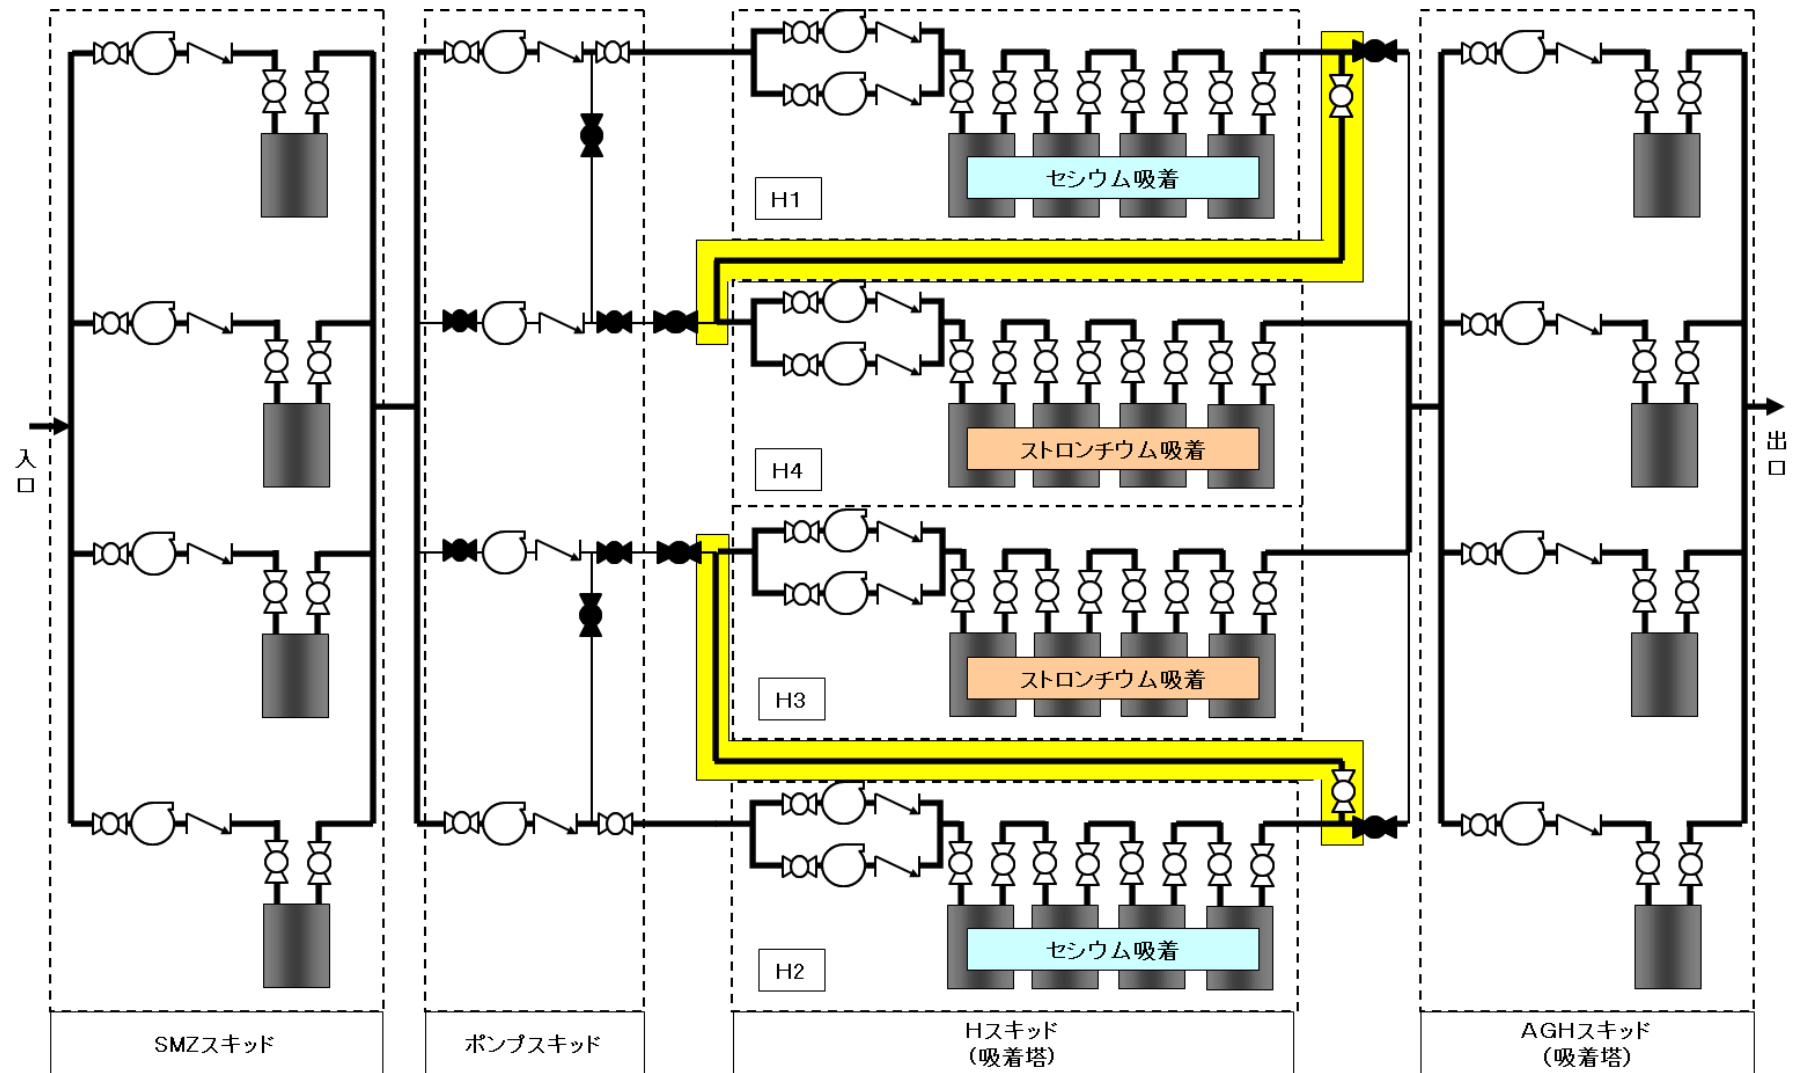 セシウム吸着
H1
入口
出口
ストロンチウム吸着
H4
ストロンチウム吸着
H3
セシウム吸着
H2
SMZスキッド
ポンプスキッド
Hスキッド
(吸着塔)
AGHスキッド
(吸着塔)